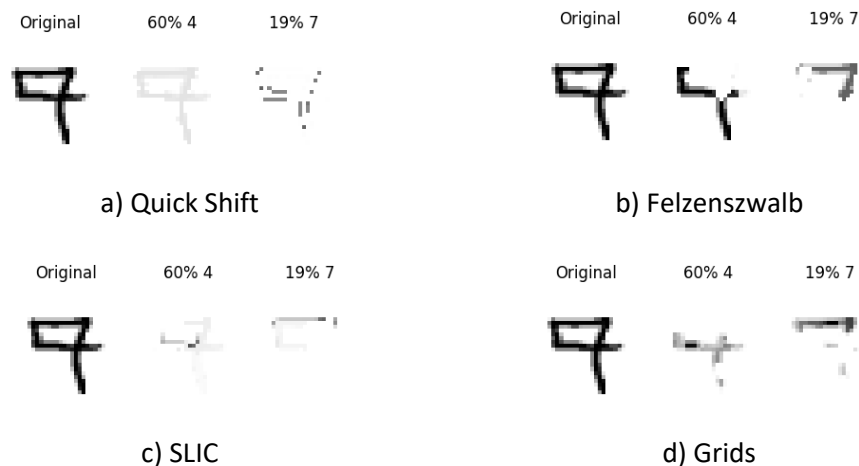 Original 60% 4 19% 7
Original 60% 4 19% 7
a) Quick Shift
b) Felzenszwalb
Original 60% 4 19% 7
Original 60% 4 19% 7
c) SLIC
d) Grids